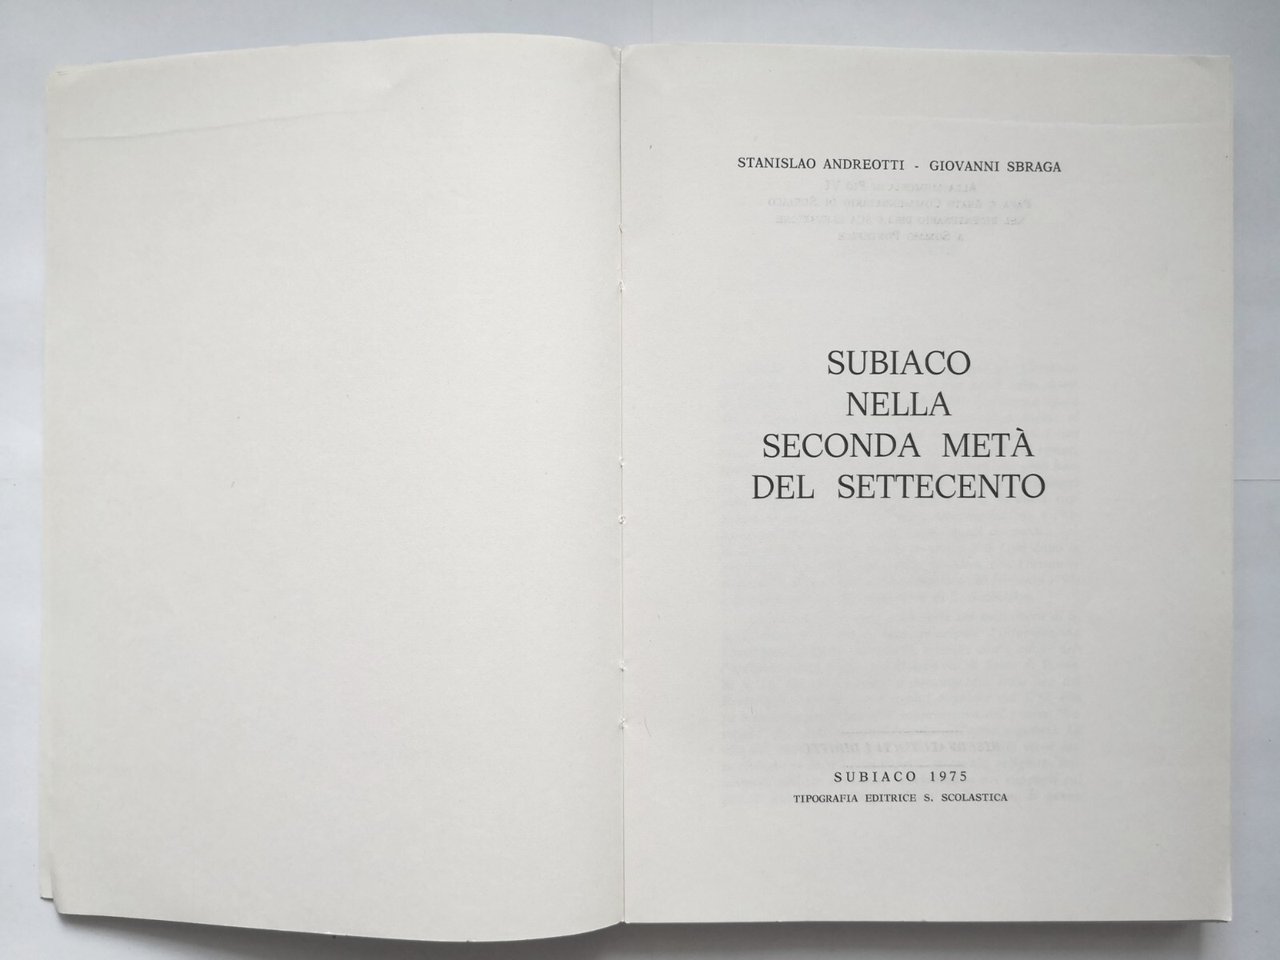 STANISLAO ANDREOTTI - GIOVANNI SBRAGA
SUBIACO
NELLA
SECONDA METÀ
DEL SETTECENTO
SUBIACO 1975
TIPOGRAFIA EDITRICE S. SCOLASTICA